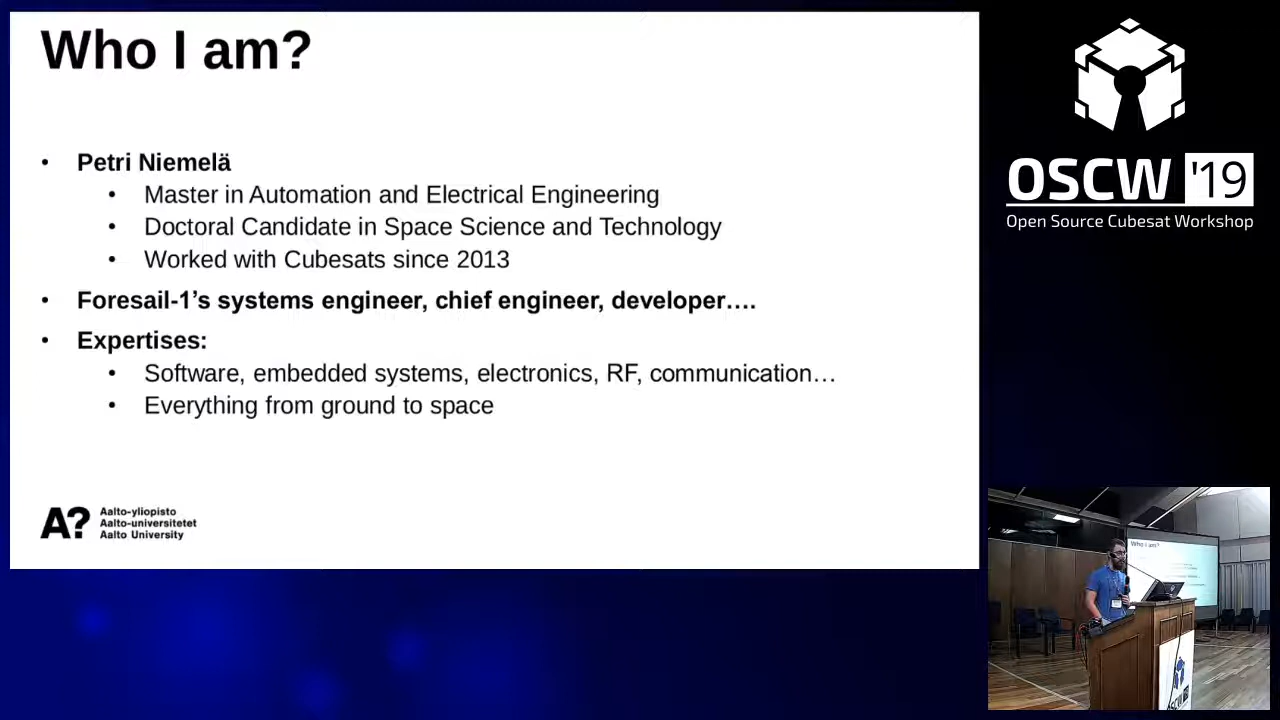 Who I am?
• Petri Niemelä
• Master in Automation and Electrical Engineering
• Doctoral Candidate in Space Science and Technology
• Worked with Cubesats since 2013
• Foresail-1’s systems engineer, chief engineer, developer….
• Expertises:
• Software, embedded systems, electronics, RF, communication…
• Everything from ground to space
A?
Aalto-yliopisto
Aalto-universitetet
Aalto University
OSCW '19
Open Source Cubesat Workshop
Who I am?